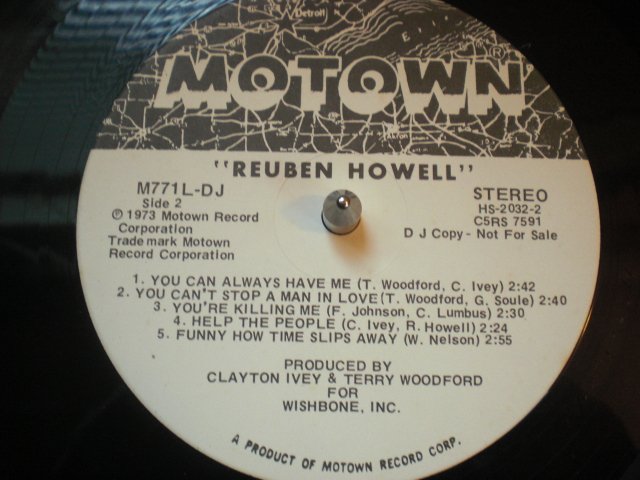 Detroit
MOTOWN®
"REUBEN HOWELL"
M771L-DJ
Side 2
℗ 1973 Motown Record
Corporation
Trademark Motown
Record Corporation
STEREO
HS-2032-2
C5RS 7591
D J Copy - Not For Sale
1. YOU CAN ALWAYS HAVE ME (T. Woodford, C. Ivey) 2:42
2. YOU CAN'T STOP A MAN IN LOVE (T. Woodford, G. Soule) 2:40
3. YOU'RE KILLING ME (F. Johnson, C. Lumbus) 2:30
4. HELP THE PEOPLE (C. Ivey, R. Howell) 2:24
5. FUNNY HOW TIME SLIPS AWAY (W. Nelson) 2:55
PRODUCED BY
CLAYTON IVEY & TERRY WOODFORD
FOR
WISHBONE, INC.
A PRODUCT OF MOTOWN RECORD CORP.